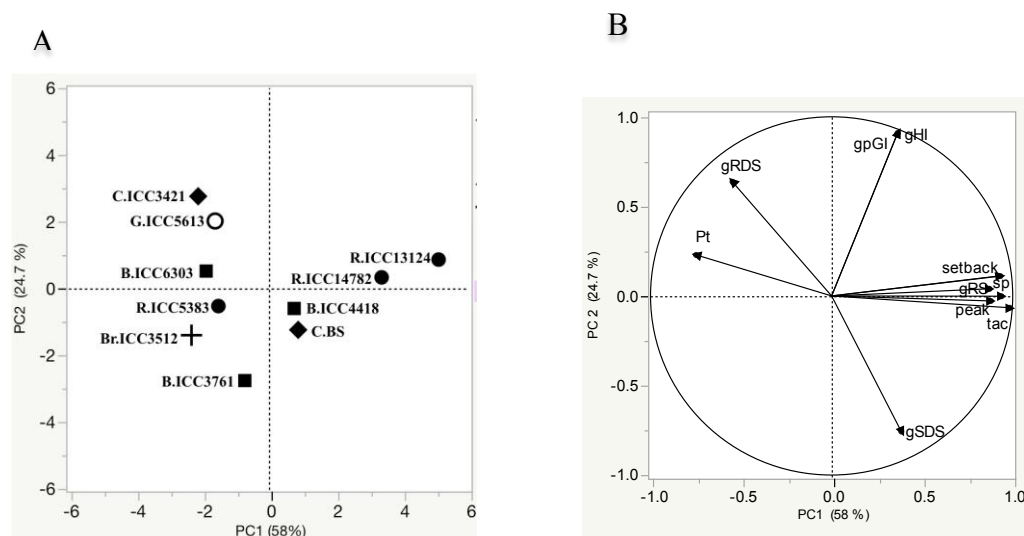 A
B
6
4
2
0
-2
-4
-6
PC2 (24.7 %)
C.ICC3421
G.ICC5613
B.ICC6303
R.ICC5383
Br.ICC3512
B.ICC3761
R.ICC13124
R.ICC14782
B.ICC4418
C.BS
-6 -4 -2 0 2 4 6
PC1 (58%)
1.0
0.5
0.0
-0.5
-1.0
PC 2 (24.7 %)
gpGI gHI
gRDS
Pt
setback
gRS sp
peak
tac
gSDS
-1.0 -0.5 0.0 0.5 1.0
PC1 (58 %)